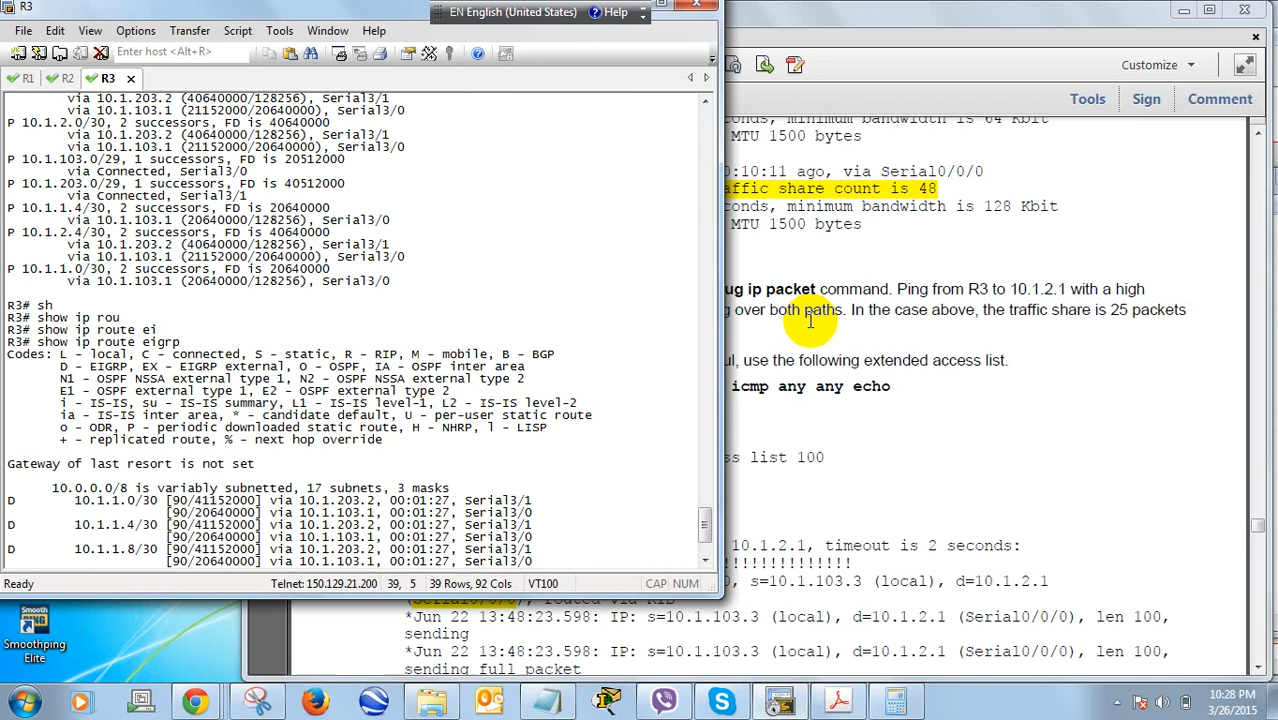 R3
EN English (United States)
Help
File Edit View Options Transfer Script Tools Window Help
Enter host <Alt+R>
R1 R2 R3
via 10.1.203.2 (40640000/128256), Serial3/1
via 10.1.103.1 (21152000/20640000), Serial3/0
P 10.1.2.0/30, 2 successors, FD is 40640000
via 10.1.203.2 (40640000/128256), Serial3/1
via 10.1.103.1 (21152000/20640000), Serial3/0
P 10.1.103.0/29, 1 successors, FD is 20512000
via Connected, Serial3/0
P 10.1.203.0/29, 1 successors, FD is 40512000
via Connected, Serial3/1
P 10.1.1.4/30, 2 successors, FD is 20640000
via 10.1.103.1 (20640000/128256), Serial3/0
P 10.1.2.4/30, 2 successors, FD is 40640000
via 10.1.203.2 (40640000/128256), Serial3/1
via 10.1.103.1 (21152000/20640000), Serial3/0
P 10.1.1.0/30, 2 successors, FD is 20640000
via 10.1.103.1 (20640000/128256), Serial3/0
R3# sh
R3# show ip rou
R3# show ip route ei
R3# show ip route eigrp
Codes: L - local, C - connected, S - static, R - RIP, M - mobile, B - BGP
D - EIGRP, EX - EIGRP external, O - OSPF, IA - OSPF inter area
N1 - OSPF NSSA external type 1, N2 - OSPF NSSA external type 2
E1 - OSPF external type 1, E2 - OSPF external type 2
i - IS-IS, su - IS-IS summary, L1 - IS-IS level-1, L2 - IS-IS level-2
ia - IS-IS inter area, * - candidate default, U - per-user static route
o - ODR, P - periodic downloaded static route, H - NHRP, l - LISP
+ - replicated route, % - next hop override
Gateway of last resort is not set
10.0.0.0/8 is variably subnetted, 17 subnets, 3 masks
D 10.1.1.0/30 [90/41152000] via 10.1.203.2, 00:01:27, Serial3/1
[90/20640000] via 10.1.103.1, 00:01:27, Serial3/0
D 10.1.1.4/30 [90/41152000] via 10.1.203.2, 00:01:27, Serial3/1
[90/20640000] via 10.1.103.1, 00:01:27, Serial3/0
D 10.1.1.8/30 [90/41152000] via 10.1.203.2, 00:01:27, Serial3/1
[90/20640000] via 10.1.103.1, 00:01:27, Serial3/0
Ready Telnet: 150.129.21.200 39, 5 39 Rows, 92 Cols VT100 CAP NUM
Customize
Tools Sign Comment
conds, minimum bandwidth is 64 Kbit
MTU 1500 bytes
0:10:11 ago, via Serial0/0/0
affic share count is 48
conds, minimum bandwidth is 128 Kbit
MTU 1500 bytes
ug ip packet command. Ping from R3 to 10.1.2.1 with a high
g over both paths. In the case above, the traffic share is 25 packets
ul, use the following extended access list.
icmp any any echo
ss list 100
10.1.2.1, timeout is 2 seconds:
!!!!!!!!!!!!!!
0, s=10.1.103.3 (local), d=10.1.2.1
(Serial0/0/0), routed via RIB
*Jun 22 13:48:23.598: IP: s=10.1.103.3 (local), d=10.1.2.1 (Serial0/0/0), len 100,
sending
*Jun 22 13:48:23.598: IP: s=10.1.103.3 (local), d=10.1.2.1 (Serial0/0/0), len 100,
sending full packet
Smoothping
Elite
10:28 PM
3/26/2015